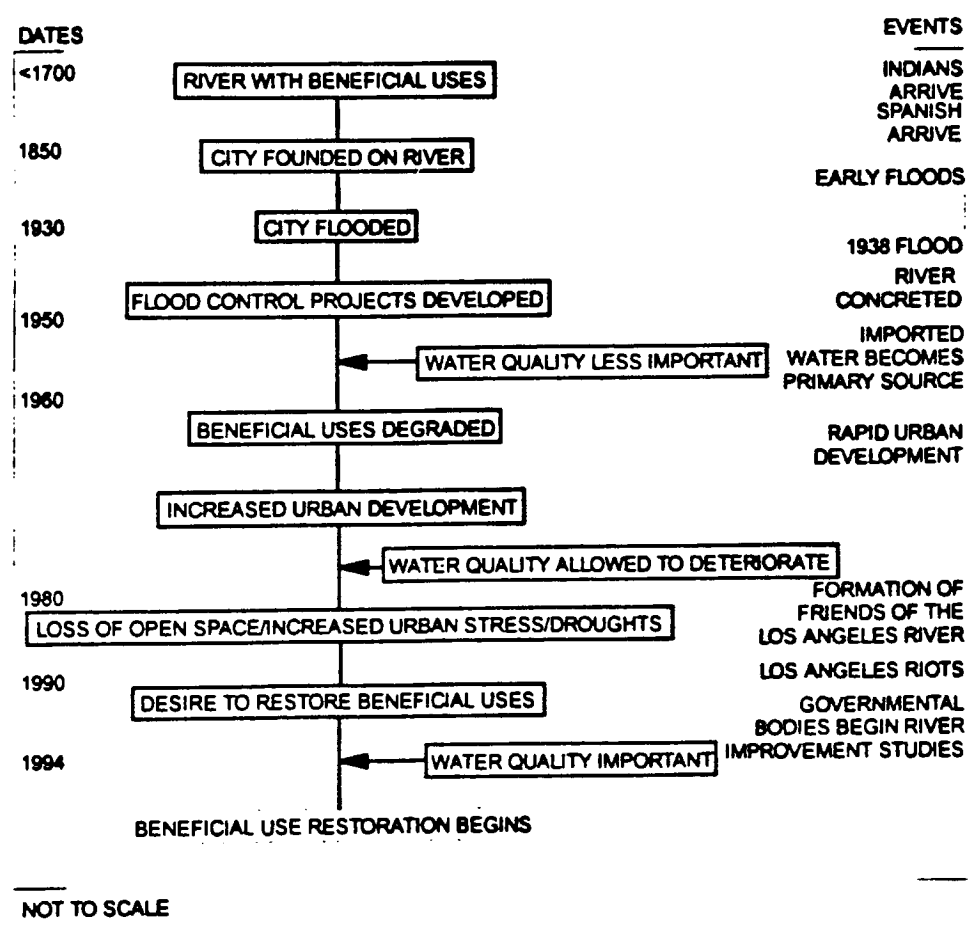 DATES
EVENTS
<1700
RIVER WITH BENEFICIAL USES
INDIANS
ARRIVE
SPANISH
ARRIVE
1850
CITY FOUNDED ON RIVER
EARLY FLOODS
1930
CITY FLOODED
1938 FLOOD
RIVER
CONCRETED
FLOOD CONTROL PROJECTS DEVELOPED
1950
IMPORTED
WATER BECOMES
PRIMARY SOURCE
WATER QUALITY LESS IMPORTANT
1960
BENEFICIAL USES DEGRADED
RAPID URBAN
DEVELOPMENT
INCREASED URBAN DEVELOPMENT
WATER QUALITY ALLOWED TO DETERIORATE
1980
FORMATION OF
FRIENDS OF THE
LOS ANGELES RIVER
LOSS OF OPEN SPACE/INCREASED URBAN STRESS/DROUGHTS
LOS ANGELES RIOTS
1990
DESIRE TO RESTORE BENEFICIAL USES
GOVERNMENTAL
BODIES BEGIN RIVER
IMPROVEMENT STUDIES
1994
WATER QUALITY IMPORTANT
BENEFICIAL USE RESTORATION BEGINS
NOT TO SCALE